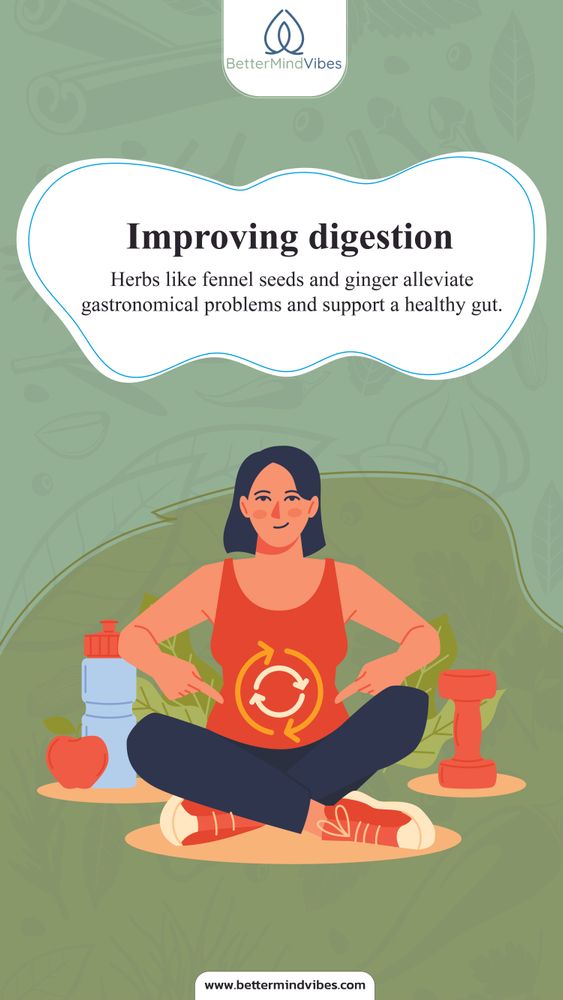 BetterMindVibes
Improving digestion
Herbs like fennel seeds and ginger alleviate
gastronomical problems and support a healthy gut.
www.bettermindvibes.com